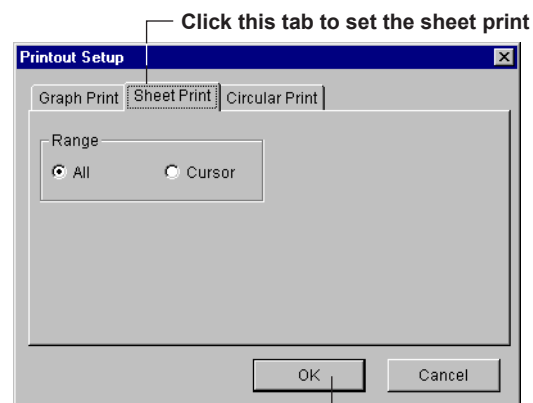 Click this tab to set the sheet print
Printout Setup
Graph Print Sheet Print Circular Print
Range
All Cursor
OK Cancel